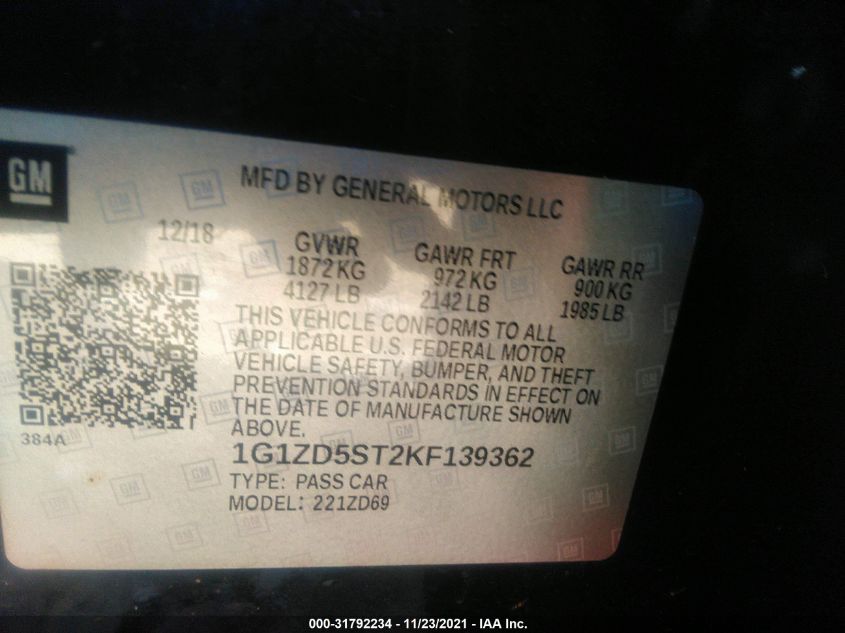 GM
MFD BY GENERAL MOTORS LLC
12/18
GVWR
1872 KG
4127 LB
GAWR FRT
972 KG
2142 LB
GAWR RR
900 KG
1985 LB
THIS VEHICLE CONFORMS TO ALL
APPLICABLE U.S. FEDERAL MOTOR
VEHICLE SAFETY, BUMPER, AND THEFT
PREVENTION STANDARDS IN EFFECT ON
THE DATE OF MANUFACTURE SHOWN
ABOVE.
384A
1G1ZD5ST2KF139362
TYPE: PASS CAR
MODEL: 221ZD69
000-31792234 - 11/23/2021 - IAA Inc.